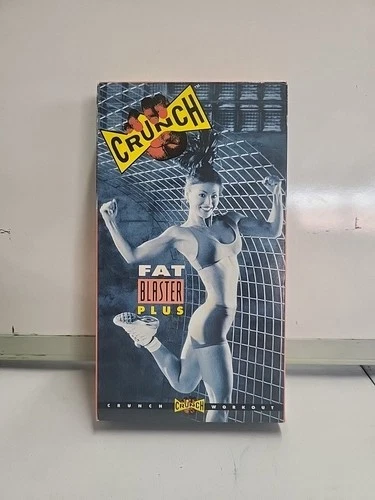 CRUNCH
FAT
BLASTER
PLUS
CRUNCH CRUNCH WORKOUT